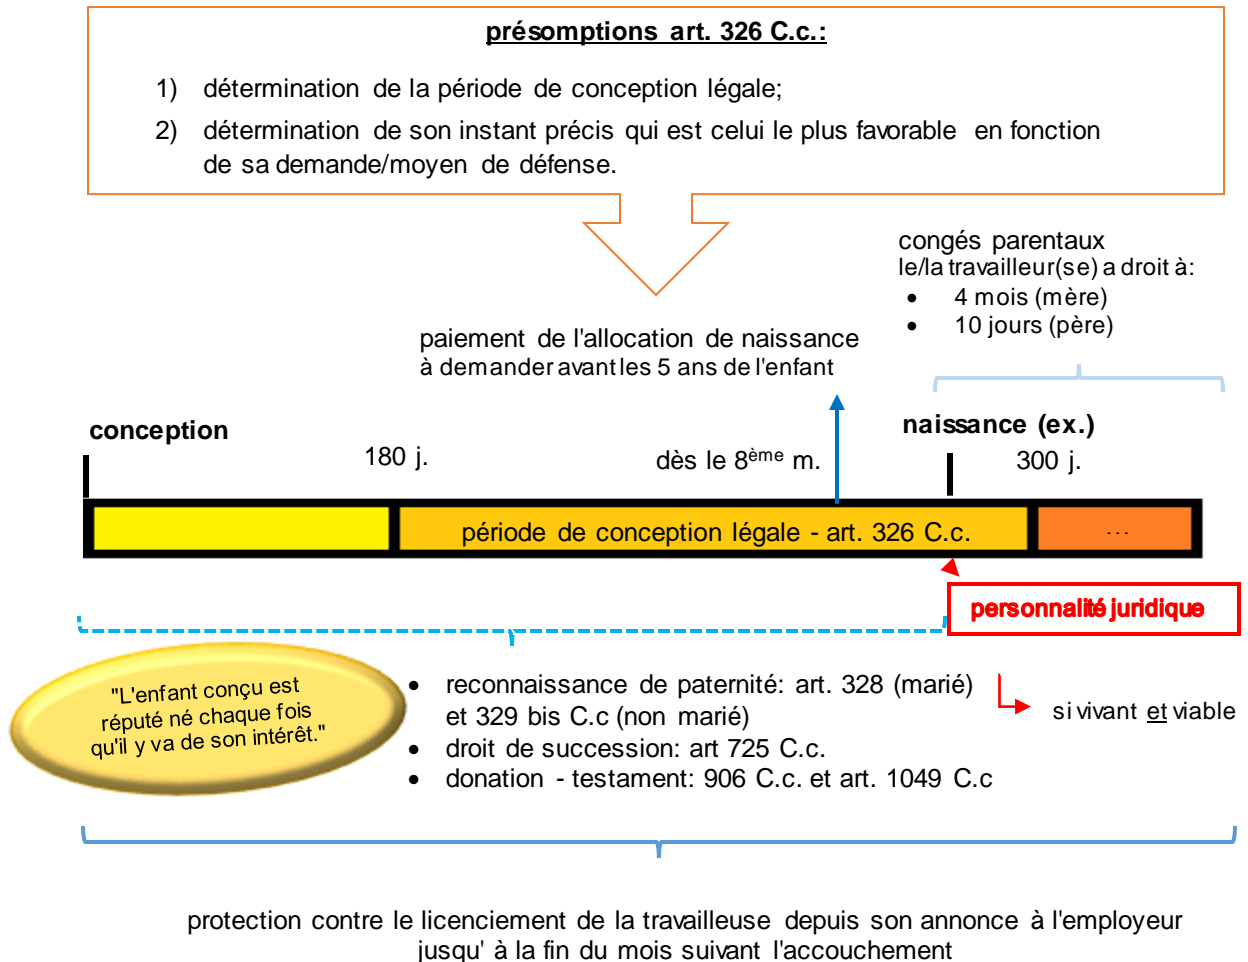 présomptions art. 326 C.c.:
1) détermination de la période de conception légale;
2) détermination de son instant précis qui est celui le plus favorable en fonction
de sa demande/moyen de défense.
congés parentaux
le/la travailleur(se) a droit à:
• 4 mois (mère)
• 10 jours (père)
paiement de l'allocation de naissance
à demander avant les 5 ans de l'enfant
conception
naissance (ex.)
180 j.
dès le 8ème m.
300 j.
période de conception légale - art. 326 C.c.
...
personnalité juridique
"L'enfant conçu est
réputé né chaque fois
qu'il y va de son intérêt."
• reconnaissance de paternité: art. 328 (marié)
et 329 bis C.c (non marié)
• droit de succession: art 725 C.c.
• donation - testament: 906 C.c. et art. 1049 C.c
si vivant et viable
protection contre le licenciement de la travailleuse depuis son annonce à l'employeur
jusqu' à la fin du mois suivant l'accouchement